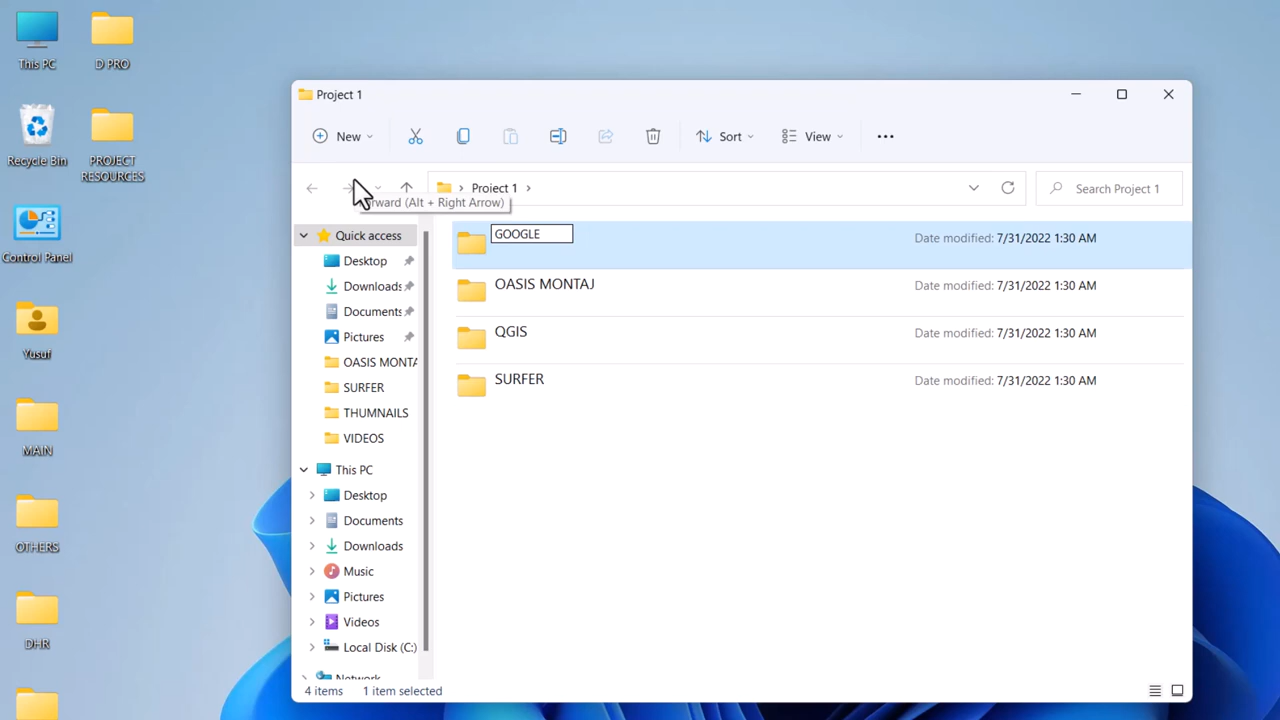 This PC
D PRO
Recycle Bin
PROJECT
RESOURCES
Control Panel
Yusuf
MAIN
OTHERS
DHR
Project 1
New
Sort
View
Project 1
Search Project 1
orward (Alt + Right Arrow)
Quick access
Desktop
Downloads
Documents
Pictures
OASIS MONTA
SURFER
THUMNAILS
VIDEOS
This PC
Desktop
Documents
Downloads
Music
Pictures
Videos
Local Disk (C:)
Network
GOOGLE
Date modified: 7/31/2022 1:30 AM
OASIS MONTAJ
Date modified: 7/31/2022 1:30 AM
QGIS
Date modified: 7/31/2022 1:30 AM
SURFER
Date modified: 7/31/2022 1:30 AM
4 items
1 item selected